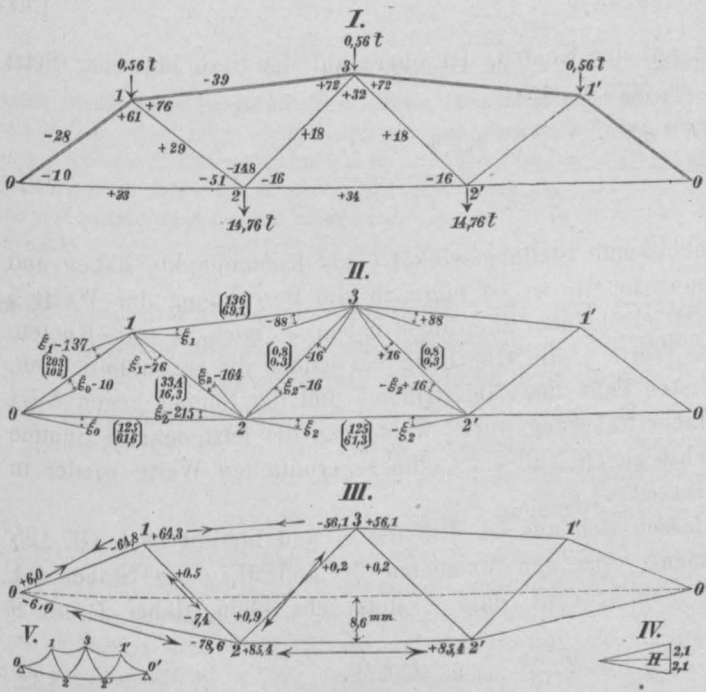 I.
0,56 t
0,56 t 0,56 t
3
-39 +72 +72
1 +76 +32 1'
+61
-28 +29 +18 +18
-148
0 -10 -51 -16 -16 0
+23 2 +34 2'
14,76 t 14,76 t
II.
(136 69,1) 3
1 ξ₁ -88 +88 1'
ξ₁-137
(203 102) ξ₁-76 ξ₂-164 (0,8 0,3) -16 +16 (0,8 0,3)
ξ₀-10 (33,4 16,3) ξ₂-16 -ξ₂+16
0 ξ₂-215 0
ξ₀ (125 61,6) 2 ξ₂ (125 61,3) -ξ₂ 2'
III.
1 -56,1 3 +56,1 1'
-64,8 +64,3
+6,0 +0,5 +0,2 +0,2
0 0
-6,0 -7,4 +0,9 8,6 mm
V. -78,6 2 +85,4 +85,4 2' IV.
1 3 1' 2,1
0 0' H
2 2' 2,1